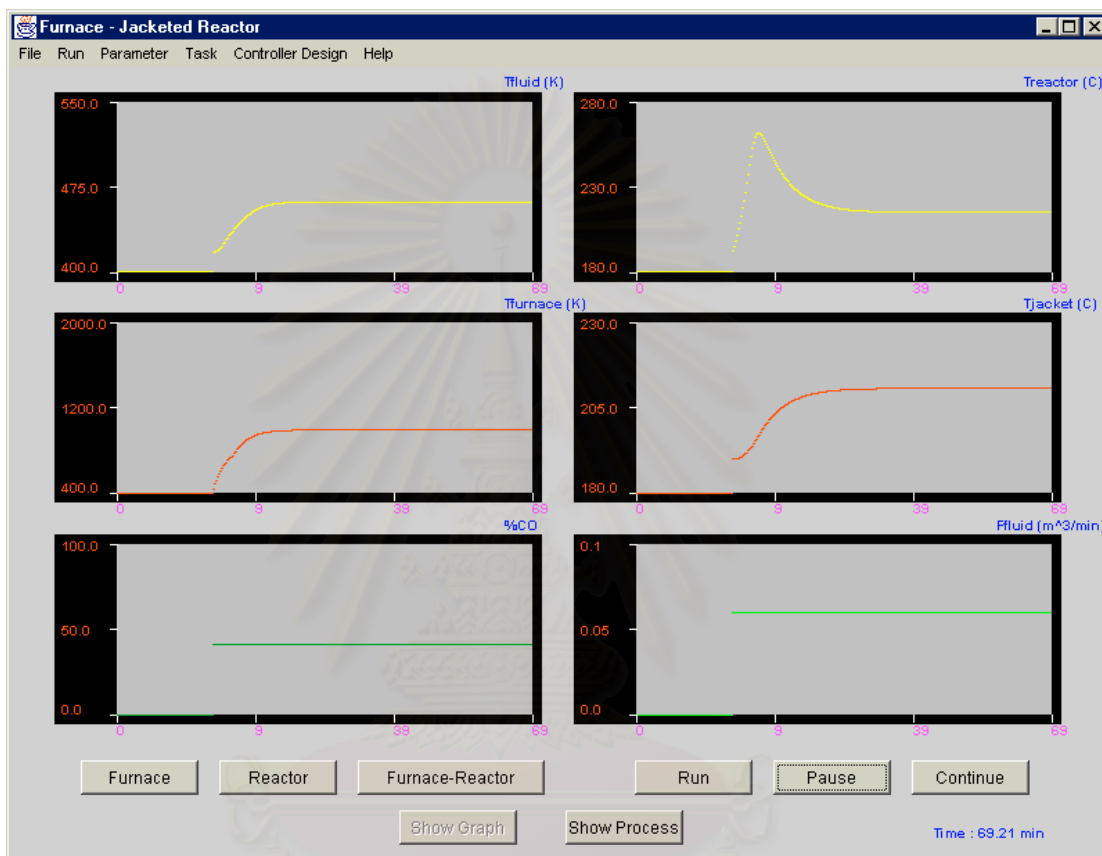 Furnace - Jacketed Reactor
File Run Parameter Task Controller Design Help
Tfluid (K)
550.0
475.0
400.0
0 9 39 69
Treactor (C)
280.0
230.0
180.0
0 9 39 69
Tfurnace (K)
2000.0
1200.0
400.0
0 9 39 69
Tjacket (C)
230.0
205.0
180.0
0 9 39 69
%CO
100.0
50.0
0.0
0 9 39 69
Ffluid (m^3/min)
0.1
0.05
0.0
0 9 39 69
Furnace Reactor Furnace-Reactor Run Pause Continue
Show Graph Show Process
Time : 69.21 min